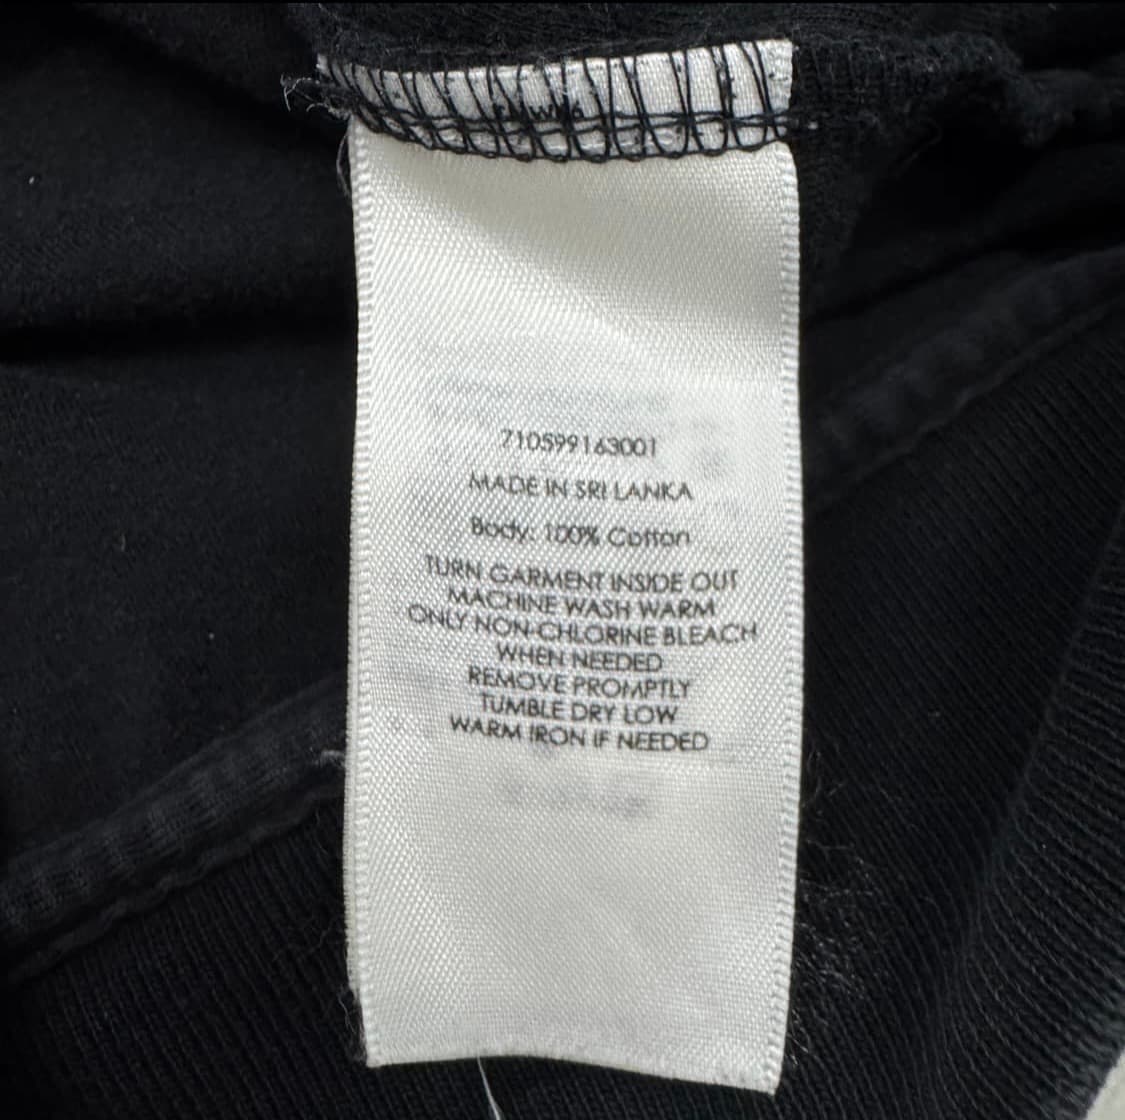 710599163001
MADE IN SRI LANKA
Body: 100% Cotton
TURN GARMENT INSIDE OUT
MACHINE WASH WARM
ONLY NON-CHLORINE BLEACH
WHEN NEEDED
REMOVE PROMPTLY
TUMBLE DRY LOW
WARM IRON IF NEEDED